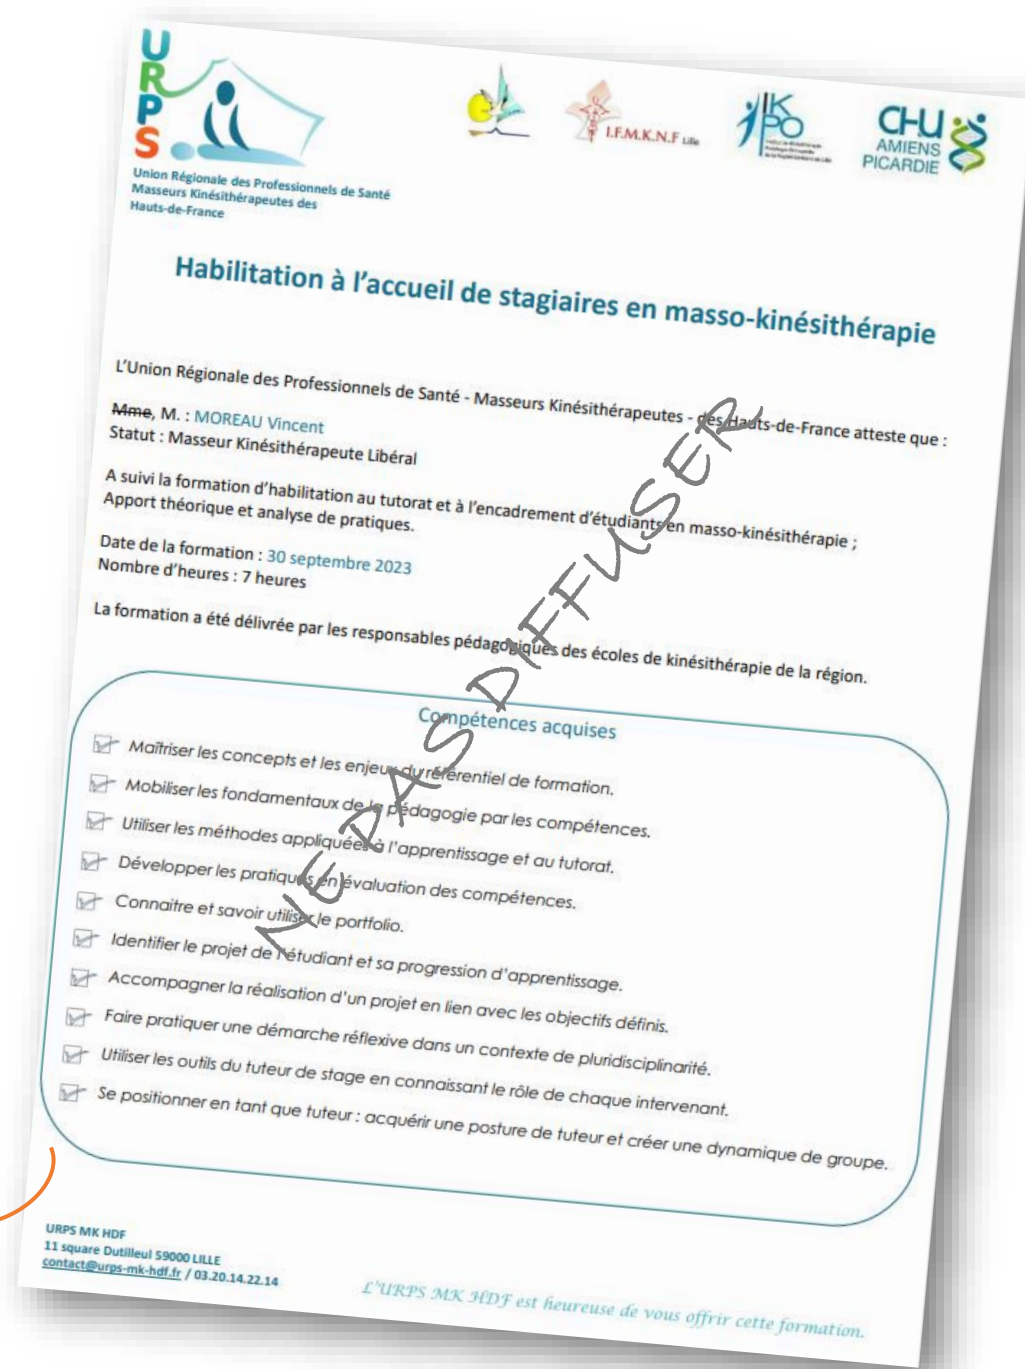 URPS
Union Régionale des Professionnels de Santé
Masseurs Kinésithérapeutes des
Hauts-de-France
I.F.M.K.N.F Lille
IKPO
CHU
AMIENS
PICARDIE
Habilitation à l’accueil de stagiaires en masso-kinésithérapie
L’Union Régionale des Professionnels de Santé - Masseurs Kinésithérapeutes - des Hauts-de-France atteste que :
Mme, M. : MOREAU Vincent
Statut : Masseur Kinésithérapeute Libéral
A suivi la formation d’habilitation au tutorat et à l’encadrement d’étudiants en masso-kinésithérapie ;
Apport théorique et analyse de pratiques.
Date de la formation : 30 septembre 2023
Nombre d’heures : 7 heures
La formation a été délivrée par les responsables pédagogiques des écoles de kinésithérapie de la région.
NE PAS DIFFUSER
Compétences acquises
Maîtriser les concepts et les enjeux du référentiel de formation.
Mobiliser les fondamentaux de la pédagogie par les compétences.
Utiliser les méthodes appliquées à l’apprentissage et au tutorat.
Développer les pratiques en évaluation des compétences.
Connaitre et savoir utiliser le portfolio.
Identifier le projet de l’étudiant et sa progression d’apprentissage.
Accompagner la réalisation d’un projet en lien avec les objectifs définis.
Faire pratiquer une démarche réflexive dans un contexte de pluridisciplinarité.
Utiliser les outils du tuteur de stage en connaissant le rôle de chaque intervenant.
Se positionner en tant que tuteur : acquérir une posture de tuteur et créer une dynamique de groupe.
URPS MK HDF
11 square Dutilleul 59000 LILLE
contact@urps-mk-hdf.fr / 03.20.14.22.14
L’URPS MK HDF est heureuse de vous offrir cette formation.